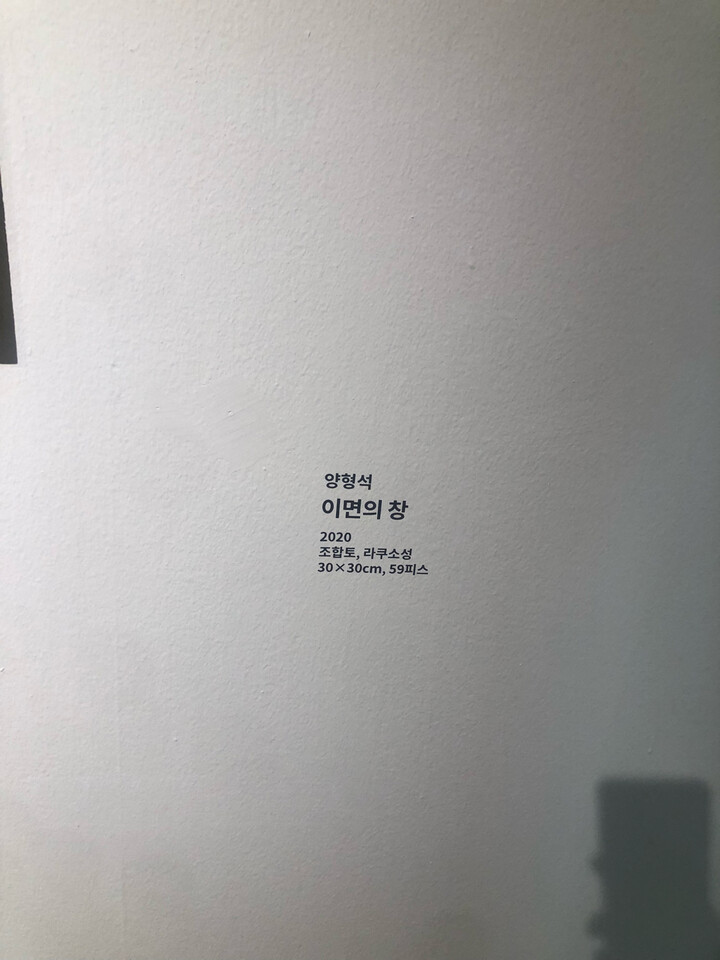 양형석
이면의 창
2020
조합토, 라쿠소성
30×30cm, 59피스